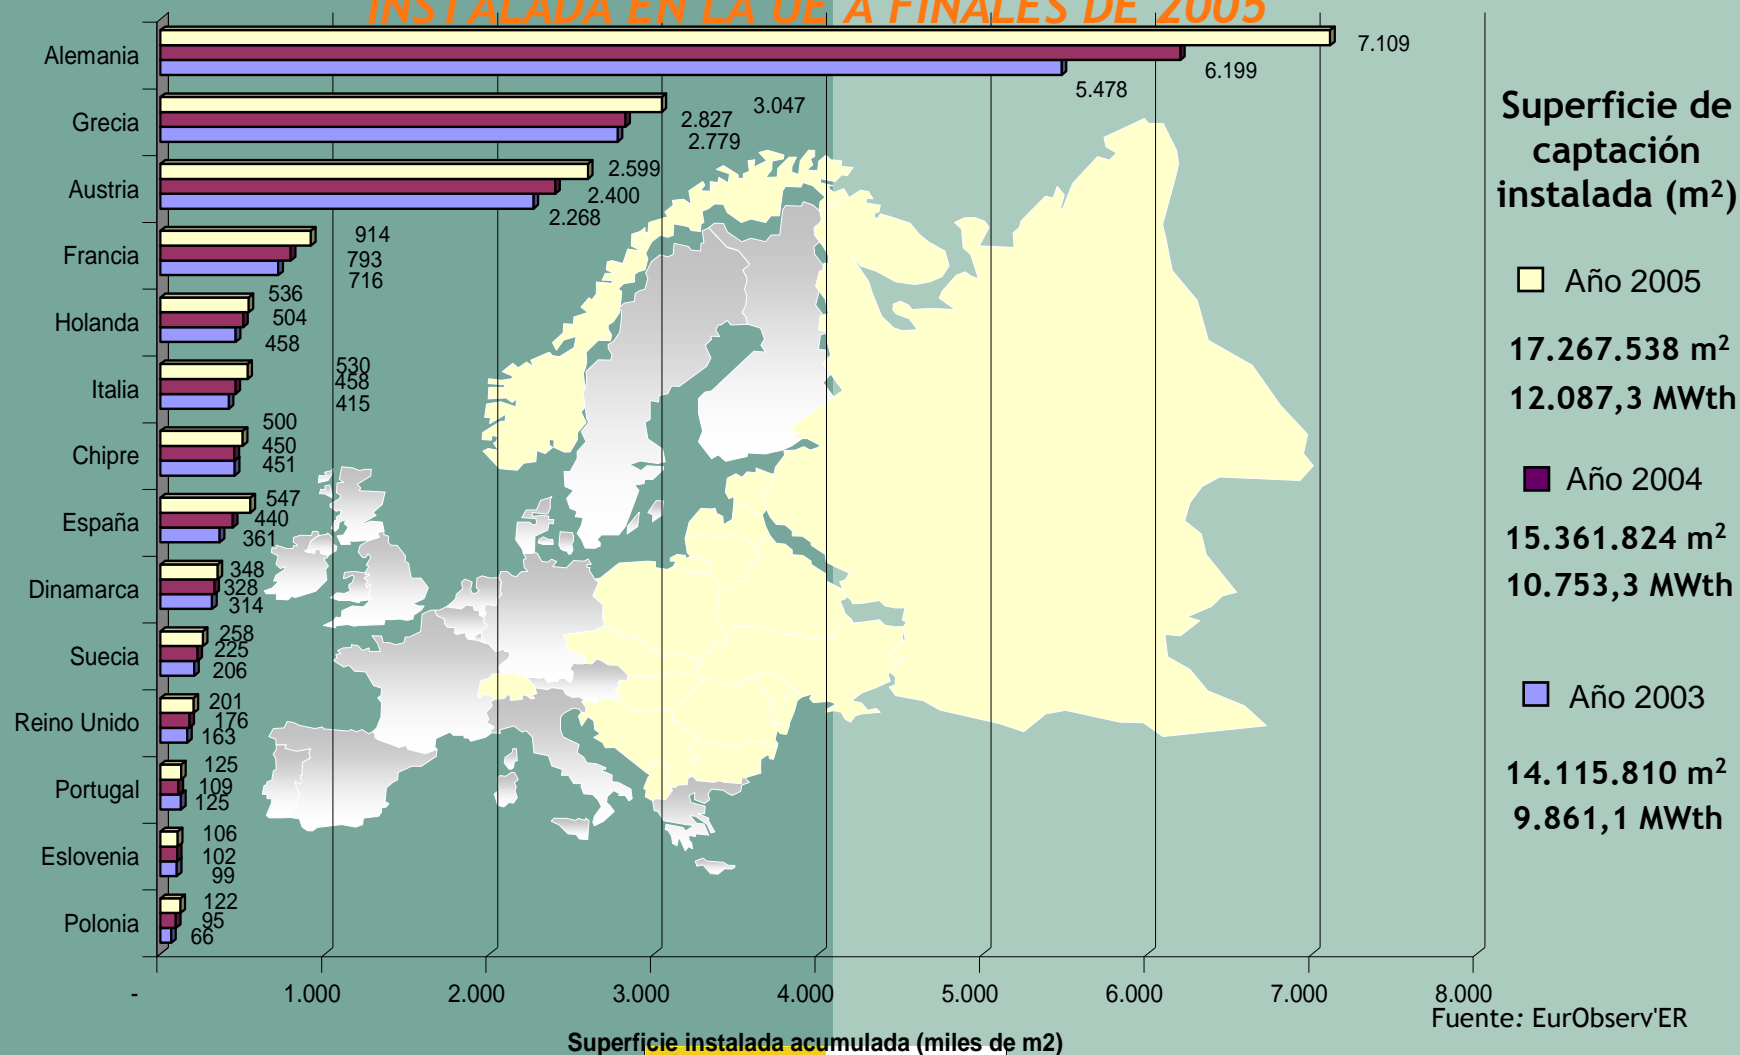 INSTALADA EN LA UE A FINALES DE 2005
Alemania
7.109
6.199
5.478
Grecia
3.047
2.827
2.779
Austria
2.599
2.400
2.268
Francia
914
793
716
Holanda
536
504
458
Italia
530
458
415
Chipre
500
450
451
España
547
440
361
Dinamarca
348
328
314
Suecia
258
225
206
Reino Unido
201
176
163
Portugal
125
109
125
Eslovenia
106
102
99
Polonia
122
95
66
- 1.000 2.000 3.000 4.000 5.000 6.000 7.000 8.000
Superficie instalada acumulada (miles de m2)
Superficie de
captación
instalada (m²)
Año 2005
17.267.538 m²
12.087,3 MWth
Año 2004
15.361.824 m²
10.753,3 MWth
Año 2003
14.115.810 m²
9.861,1 MWth
Fuente: EurObserv'ER